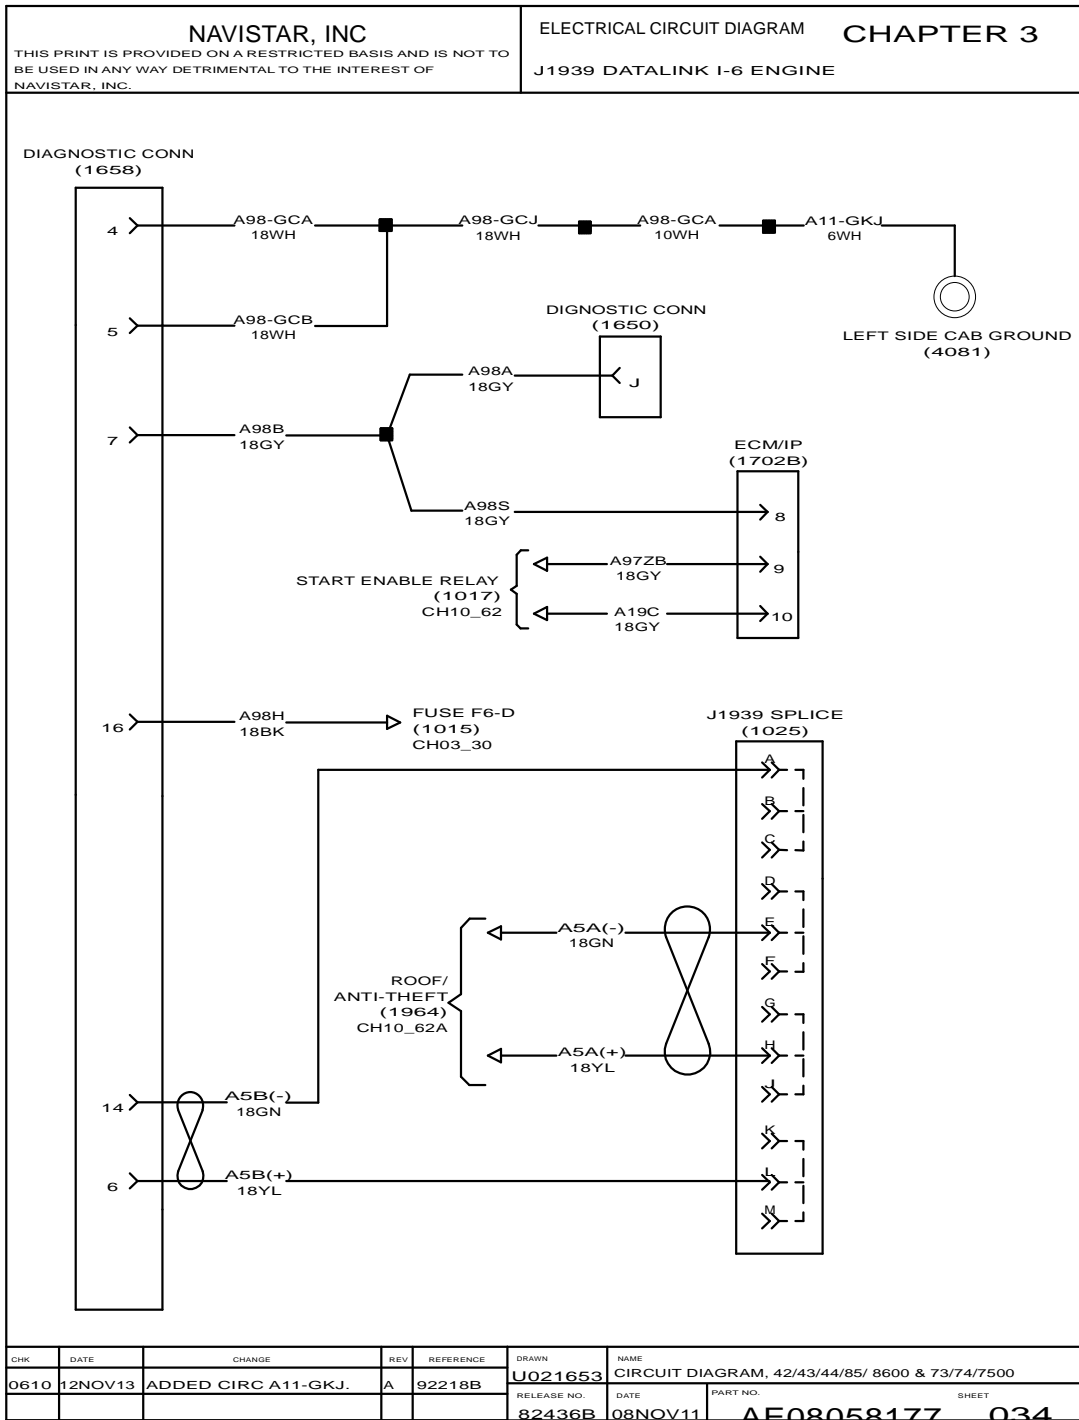 NAVISTAR, INC
THIS PRINT IS PROVIDED ON A RESTRICTED BASIS AND IS NOT TO
BE USED IN ANY WAY DETRIMENTAL TO THE INTEREST OF
NAVISTAR, INC.
ELECTRICAL CIRCUIT DIAGRAM CHAPTER 3
J1939 DATALINK I-6 ENGINE
DIAGNOSTIC CONN
(1658)
4
A98-GCA
18WH
A98-GCJ
18WH
A98-GCA
10WH
A11-GKJ
6WH
LEFT SIDE CAB GROUND
(4081)
5
A98-GCB
18WH
DIGNOSTIC CONN
(1650)
A98A
18GY
J
7
A98B
18GY
ECM/IP
(1702B)
A98S
18GY
8
START ENABLE RELAY
(1017)
CH10_62
A97ZB
18GY
9
A19C
18GY
10
16
A98H
18BK
FUSE F6-D
(1015)
CH03_30
J1939 SPLICE
(1025)
A
B
C
D
E
F
G
H
J
K
L
M
A5A(-)
18GN
ROOF/
ANTI-THEFT
(1964)
CH10_62A
A5A(+)
18YL
14
A5B(-)
18GN
6
A5B(+)
18YL
CHK DATE CHANGE REV REFERENCE
0610 12NOV13 ADDED CIRC A11-GKJ. A 92218B
DRAWN
U021653
NAME
CIRCUIT DIAGRAM, 42/43/44/85/ 8600 & 73/74/7500
RELEASE NO.
82436B
DATE
08NOV11
PART NO.
AE08058177
SHEET
034